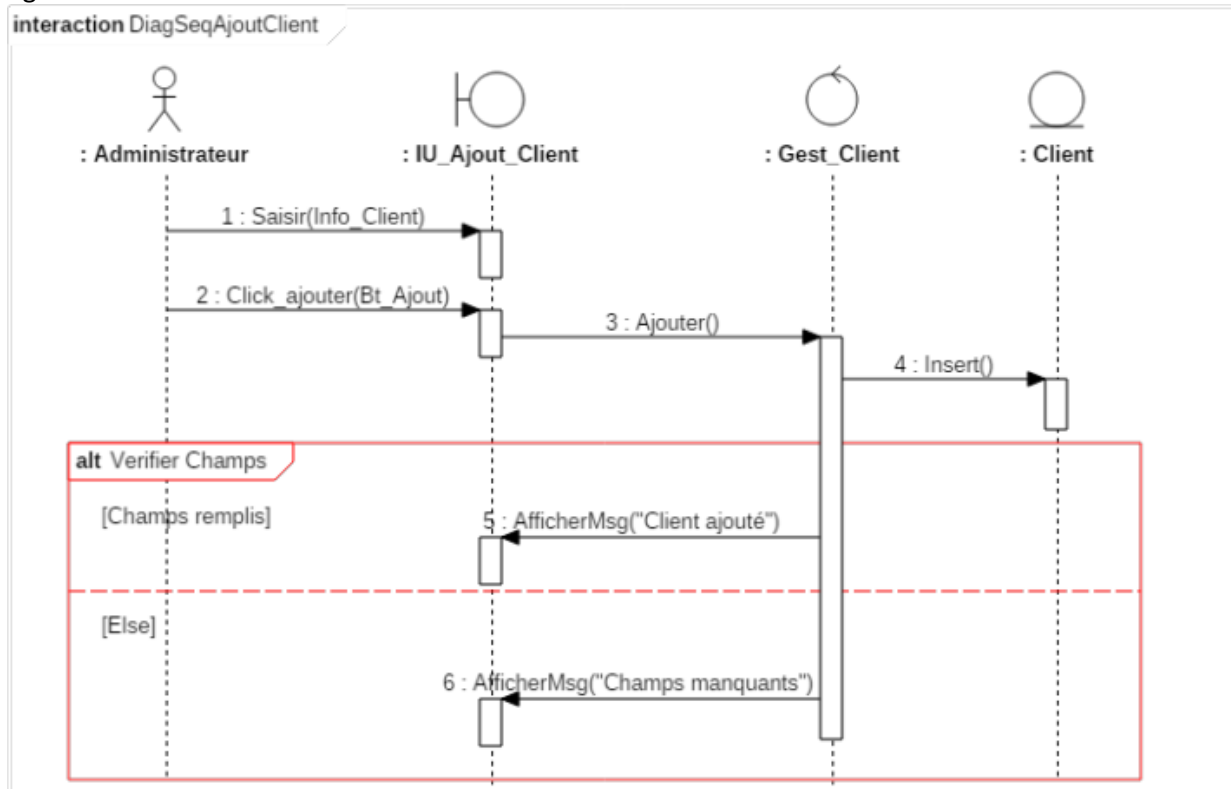 interaction DiagSeqAjoutClient
: Administrateur
: IU_Ajout_Client
: Gest_Client
: Client
1 : Saisir(Info_Client)
2 : Click_ajouter(Bt_Ajout)
3 : Ajouter()
4 : Insert()
alt Verifier Champs
[Champs remplis]
5 : AfficherMsg("Client ajouté")
[Else]
6 : AfficherMsg("Champs manquants")